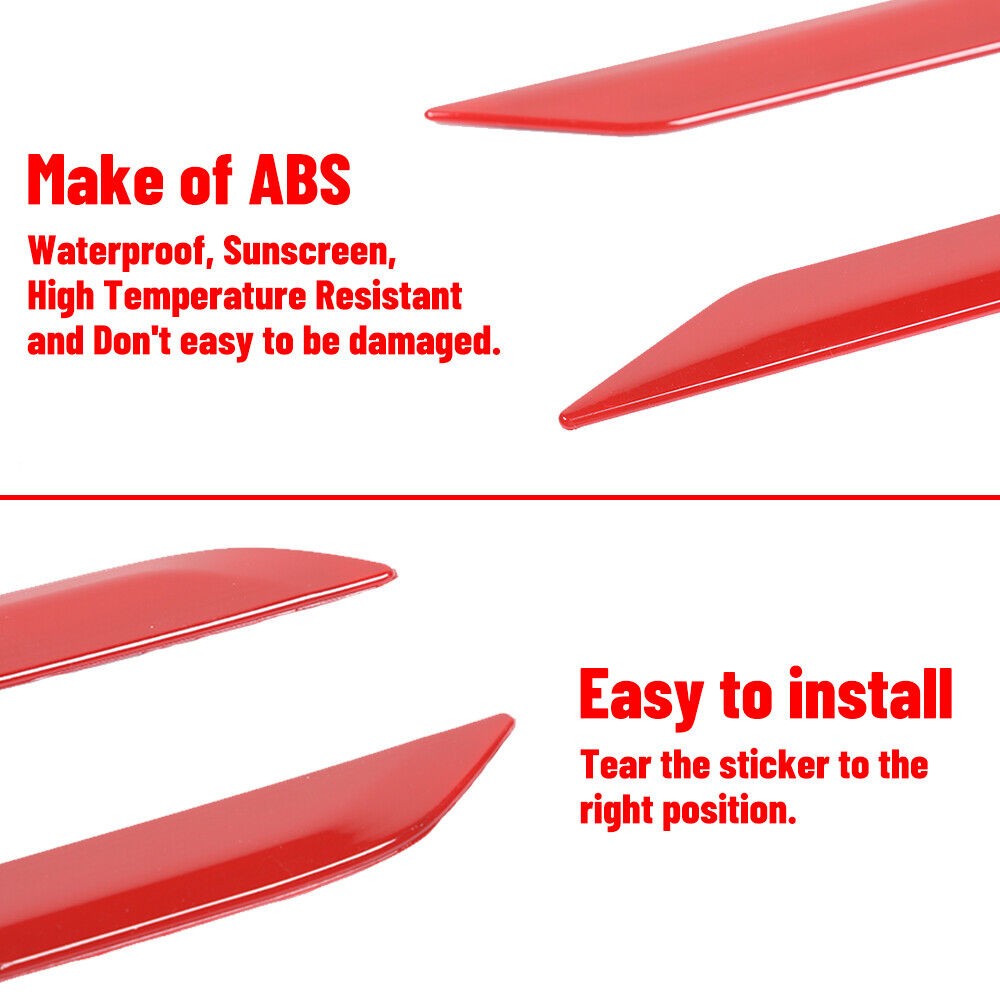 Make of ABS
Waterproof, Sunscreen,
High Temperature Resistant
and Don't easy to be damaged.
Easy to install
Tear the sticker to the
right position.